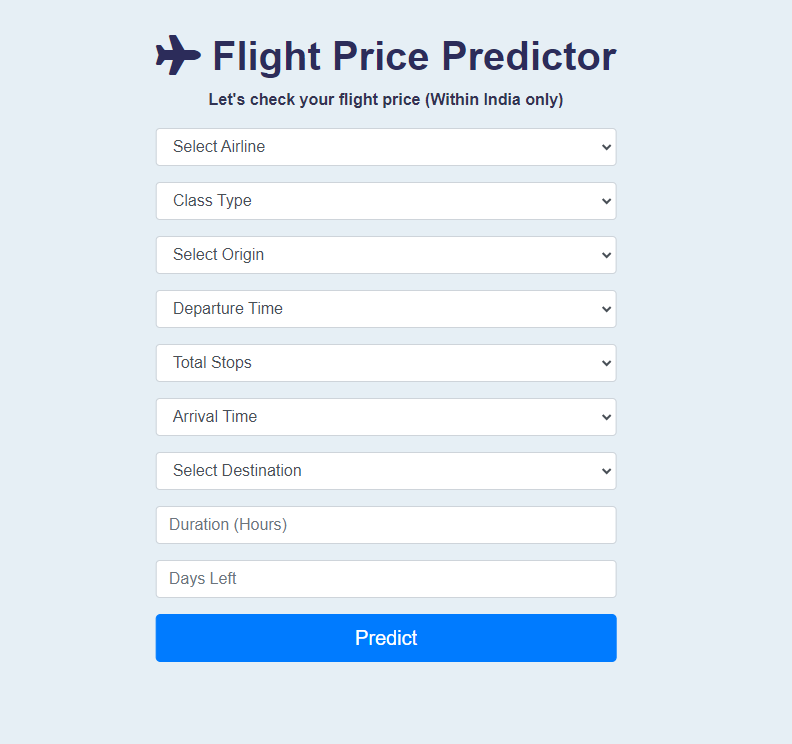 Flight Price Predictor
Let's check your flight price (Within India only)
Select Airline
Class Type
Select Origin
Departure Time
Total Stops
Arrival Time
Select Destination
Duration (Hours)
Days Left
Predict